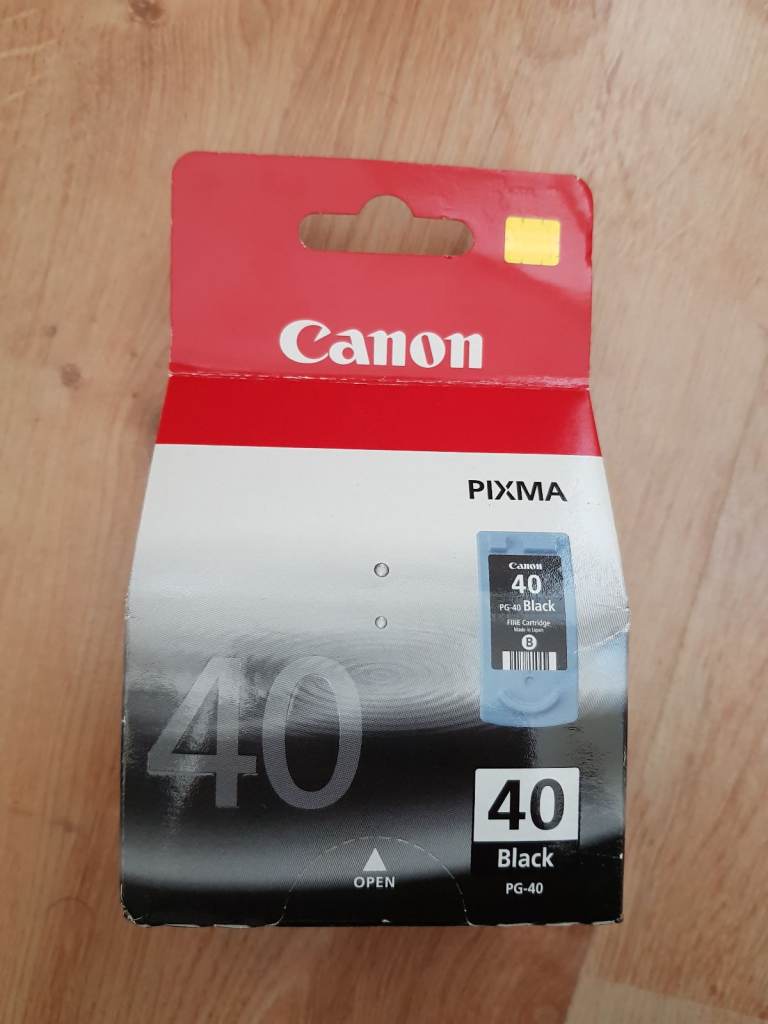 Canon
PIXMA
Canon
40
PG-40 Black
FINE Cartridge
Made in Japan
B
40
40
Black
PG-40
OPEN